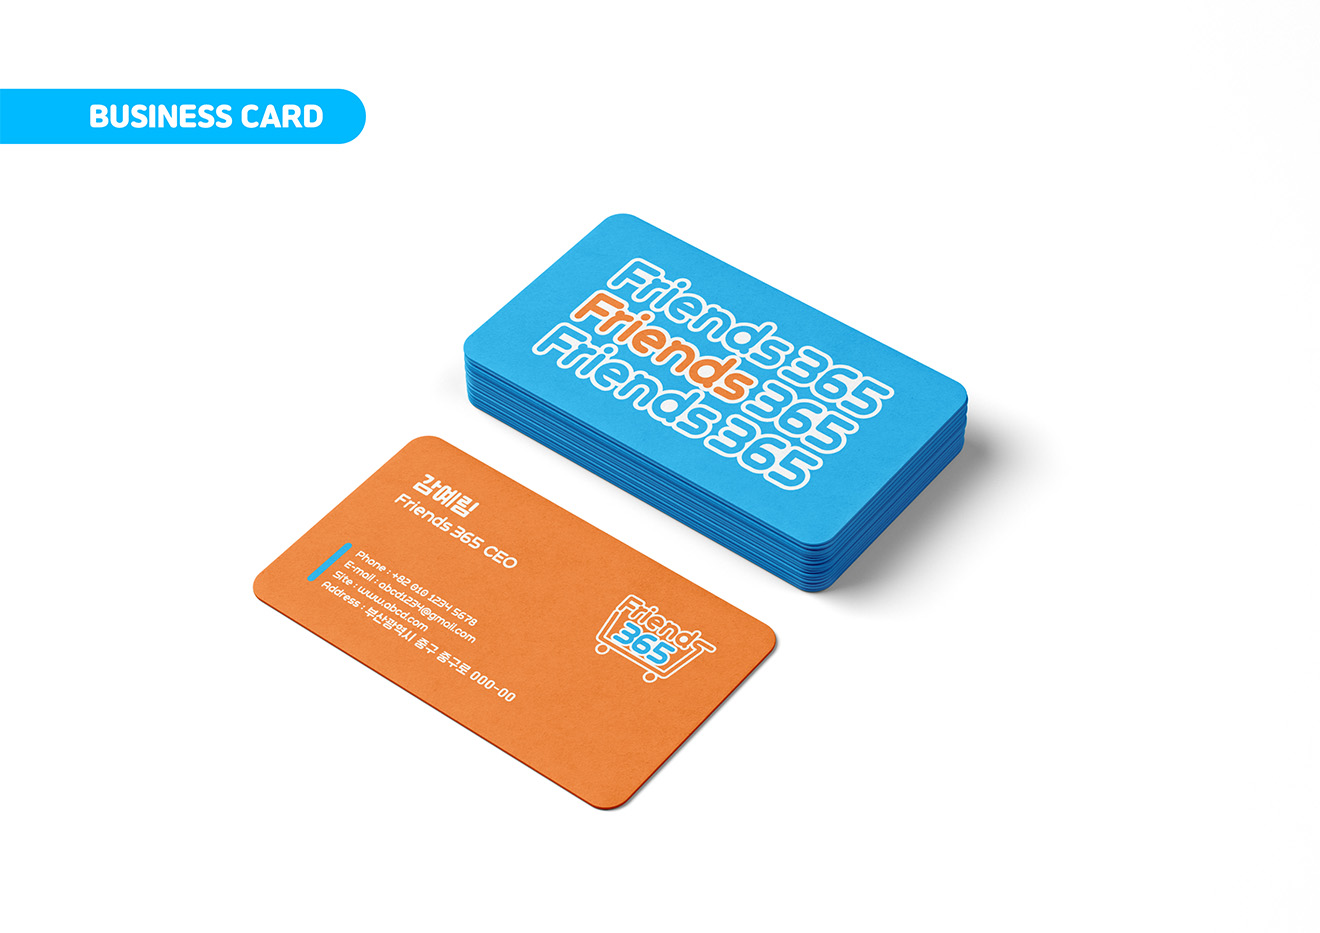 BUSINESS CARD
Friends 365
Friends 365
Friends 365
감예림
Friends 365 CEO
Phone : +82 010 1234 5678
E-mail : abcd1234@gmail.com
Site : www.abcd.com
Address : 부산광역시 중구 중구로 000-00
Friends
365